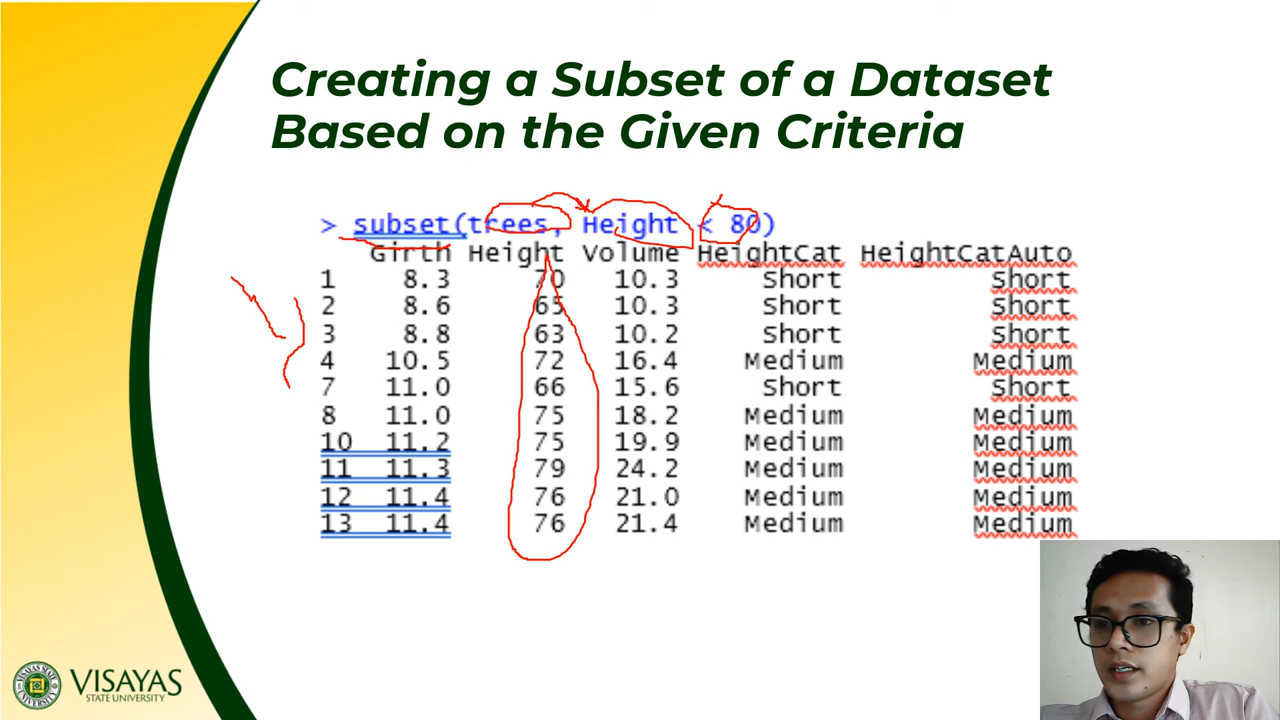 Creating a Subset of a Dataset
Based on the Given Criteria
> subset(trees, Height < 80)
Girth Height Volume HeightCat HeightCatAuto
1 8.3 70 10.3 Short Short
2 8.6 65 10.3 Short Short
3 8.8 63 10.2 Short Short
4 10.5 72 16.4 Medium Medium
7 11.0 66 15.6 Short Short
8 11.0 75 18.2 Medium Medium
10 11.2 75 19.9 Medium Medium
11 11.3 79 24.2 Medium Medium
12 11.4 76 21.0 Medium Medium
13 11.4 76 21.4 Medium Medium
VISAYAS
STATE UNIVERSITY